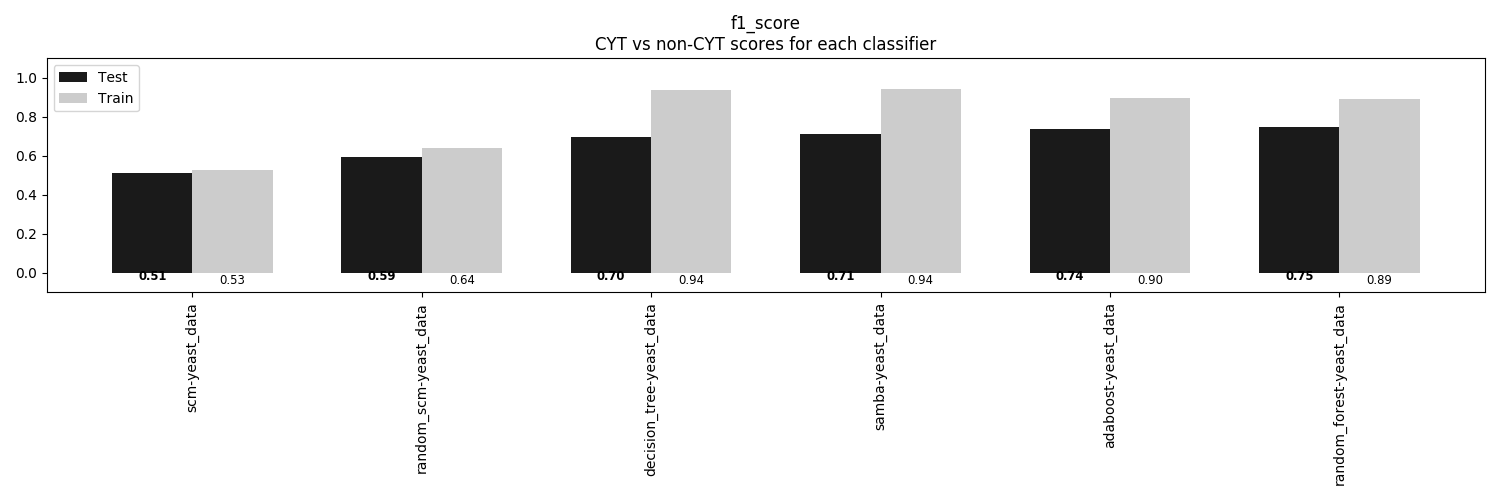 f1_score
CYT vs non-CYT scores for each classifier
Test
Train
1.0
0.8
0.6
0.4
0.2
0.0
0.51 0.53 0.59 0.64 0.70 0.94 0.71 0.94 0.74 0.90 0.75 0.89
scm-yeast_data
random_scm-yeast_data
decision_tree-yeast_data
samba-yeast_data
adaboost-yeast_data
random_forest-yeast_data